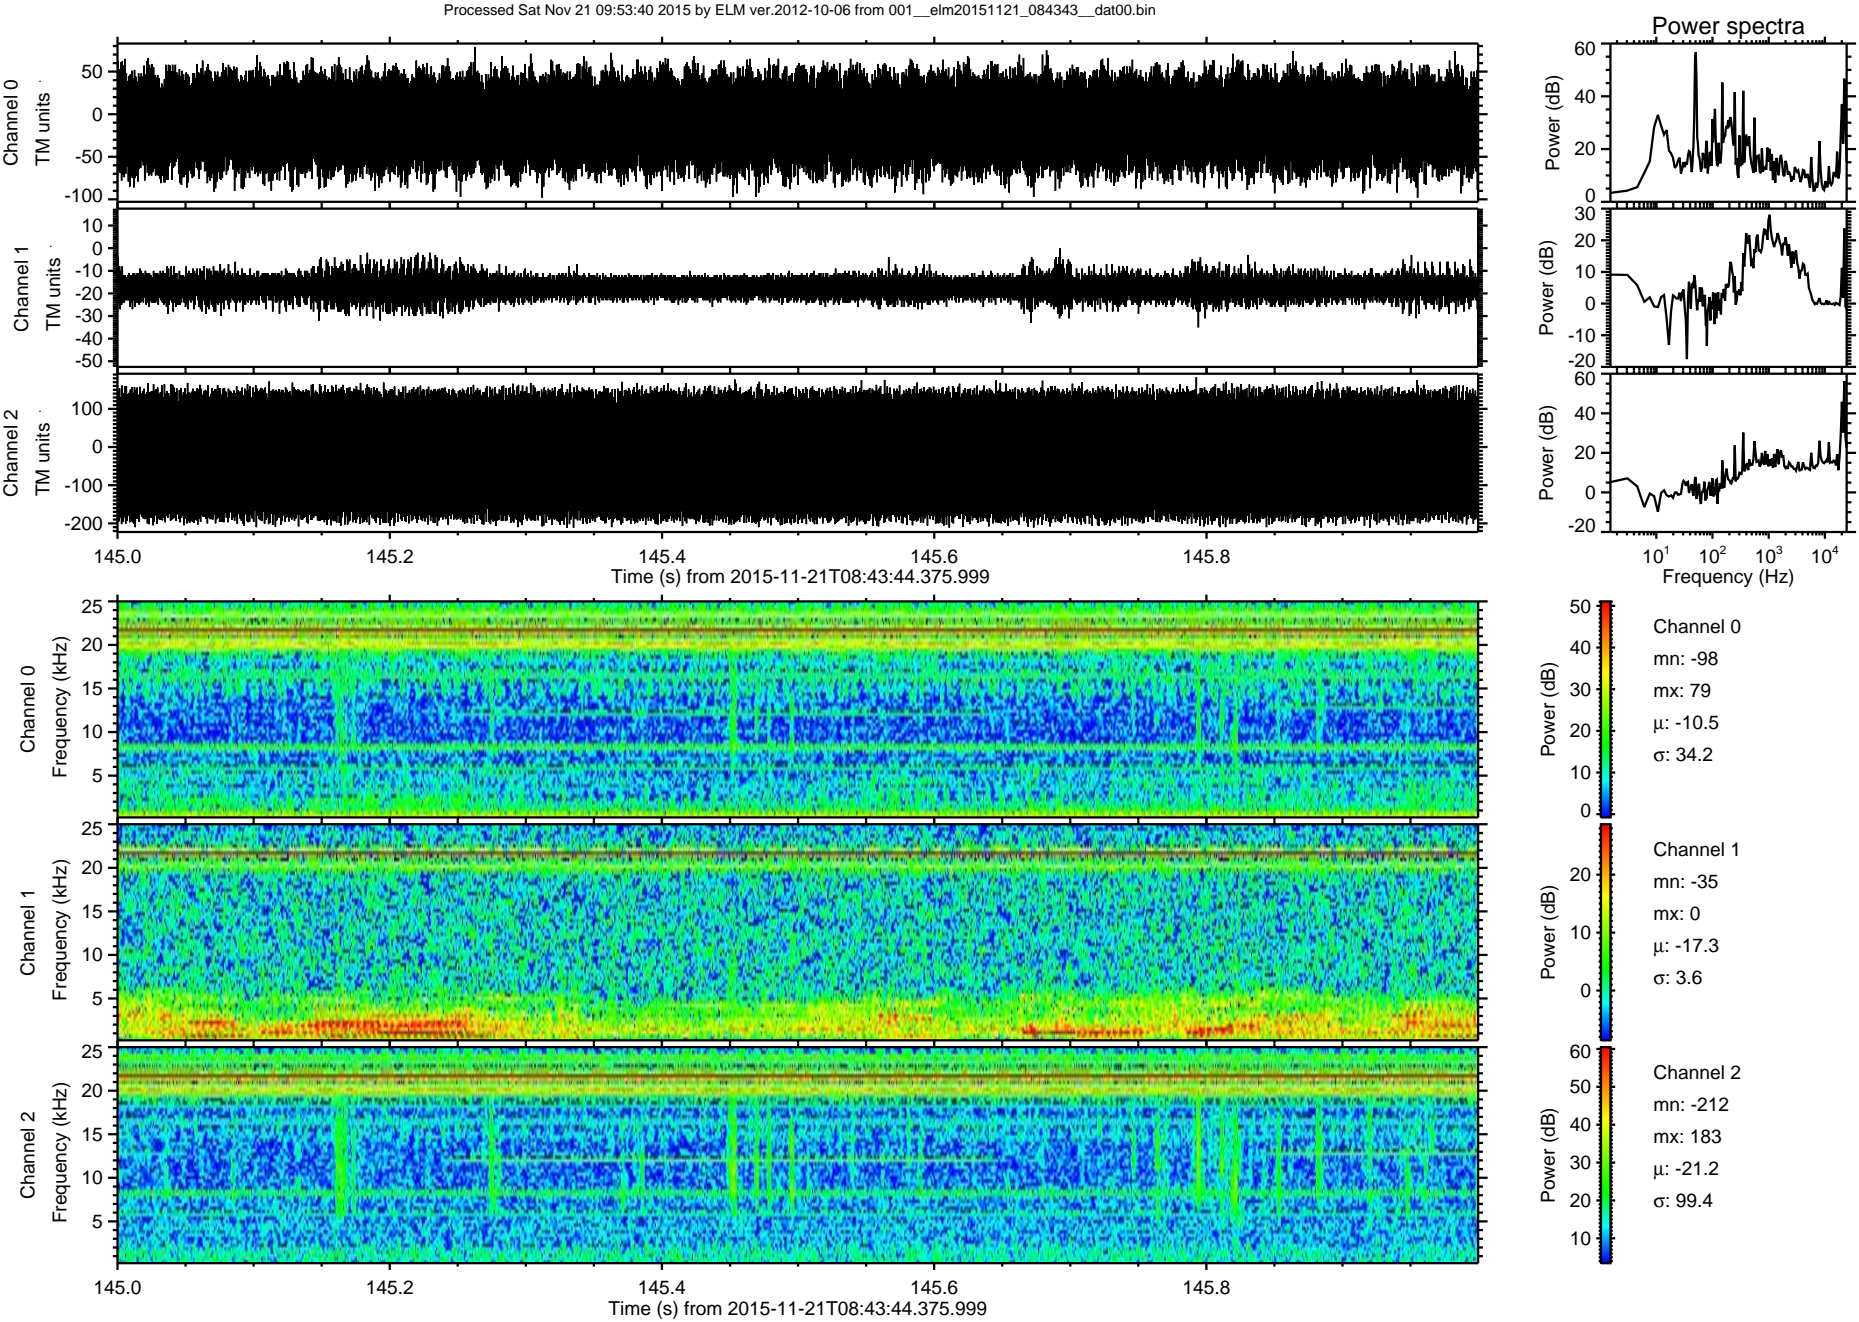 Processed Sat Nov 21 09:53:40 2015 by ELM ver.2012-10-06 from 001__elm20151121_084343__dat00.bin
Power spectra
Channel 0
TM units
50
0
-50
-100
Power (dB)
60
40
20
0
Channel 1
TM units
10
0
-10
-20
-30
-40
-50
Power (dB)
30
20
10
0
-10
-20
Channel 2
TM units
100
0
-100
-200
Power (dB)
60
40
20
0
-20
145.0 145.2 145.4 145.6 145.8
Time (s) from 2015-11-21T08:43:44.375.999
10^1 10^2 10^3 10^4
Frequency (Hz)
Channel 0
Frequency (kHz)
25
20
15
10
5
Power (dB)
50
40
30
20
10
0
Channel 0
mn: -98
mx: 79
μ: -10.5
σ: 34.2
Channel 1
Frequency (kHz)
25
20
15
10
5
Power (dB)
20
10
0
Channel 1
mn: -35
mx: 0
μ: -17.3
σ: 3.6
Channel 2
Frequency (kHz)
25
20
15
10
5
Power (dB)
60
50
40
30
20
10
Channel 2
mn: -212
mx: 183
μ: -21.2
σ: 99.4
145.0 145.2 145.4 145.6 145.8
Time (s) from 2015-11-21T08:43:44.375.999